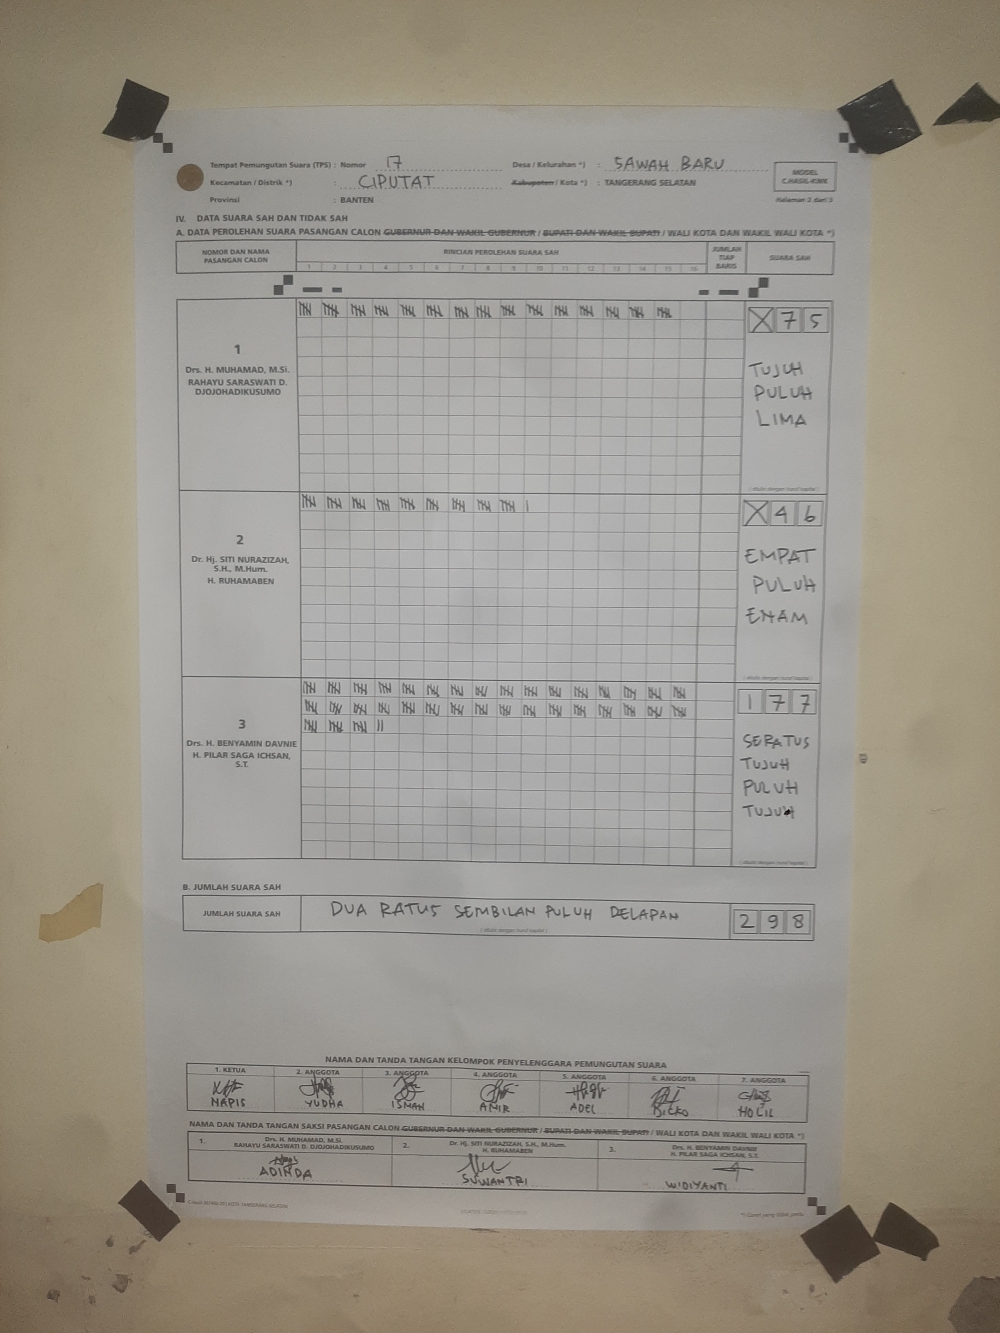 Tempat Pemungutan Suara (TPS) : Nomor 17 Desa / Kelurahan *) : SAWAH BARU
Kecamatan / Distrik *) : CIPUTAT Kabupaten / Kota *) : TANGERANG SELATAN
Provinsi : BANTEN
MODEL
C.HASIL-KWK
Halaman 2 dari 3
IV. DATA SUARA SAH DAN TIDAK SAH
A. DATA PEROLEHAN SUARA PASANGAN CALON GUBERNUR DAN WAKIL GUBERNUR / BUPATI DAN WAKIL BUPATI / WALI KOTA DAN WAKIL WALI KOTA *)
NOMOR DAN NAMA
PASANGAN CALON
RINCIAN PEROLEHAN SUARA SAH
1 2 3 4 5 6 7 8 9 10 11 12 13 14 15 16
JUMLAH
TIAP
BARIS
SUARA SAH
1
Drs. H. MUHAMAD, M.Si.
RAHAYU SARASWATI D.
DJOJOHADIKUSUMO
X 7 5
TUJUH
PULUH
LIMA
( ditulis dengan huruf kapital )
2
Dr. Hj. SITI NURAZIZAH,
S.H., M.Hum.
H. RUHAMABEN
X 4 6
EMPAT
PULUH
ENAM
( ditulis dengan huruf kapital )
3
Drs. H. BENYAMIN DAVNIE
H. PILAR SAGA ICHSAN,
S.T.
1 7 7
SERATUS
TUJUH
PULUH
TUJUH
( ditulis dengan huruf kapital )
B. JUMLAH SUARA SAH
JUMLAH SUARA SAH
DUA RATUS SEMBILAN PULUH DELAPAN
( ditulis dengan huruf kapital )
2 9 8
NAMA DAN TANDA TANGAN KELOMPOK PENYELENGGARA PEMUNGUTAN SUARA
1. KETUA 2. ANGGOTA 3. ANGGOTA 4. ANGGOTA 5. ANGGOTA 6. ANGGOTA 7. ANGGOTA
NAPIS YUDHA ISMAN AMIR ADEL RICKO HOLIL
NAMA DAN TANDA TANGAN SAKSI PASANGAN CALON GUBERNUR DAN WAKIL GUBERNUR / BUPATI DAN WAKIL BUPATI / WALI KOTA DAN WAKIL WALI KOTA *)
1. Drs. H. MUHAMAD, M.Si.
RAHAYU SARASWATI D. DJOJOHADIKUSUMO
ADINDA
2. Dr. Hj. SITI NURAZIZAH, S.H., M.Hum.
H. RUHAMABEN
SUWANTRI
3. Drs. H. BENYAMIN DAVNIE
H. PILAR SAGA ICHSAN, S.T.
WIDIYANTI
*) Coret yang tidak perlu